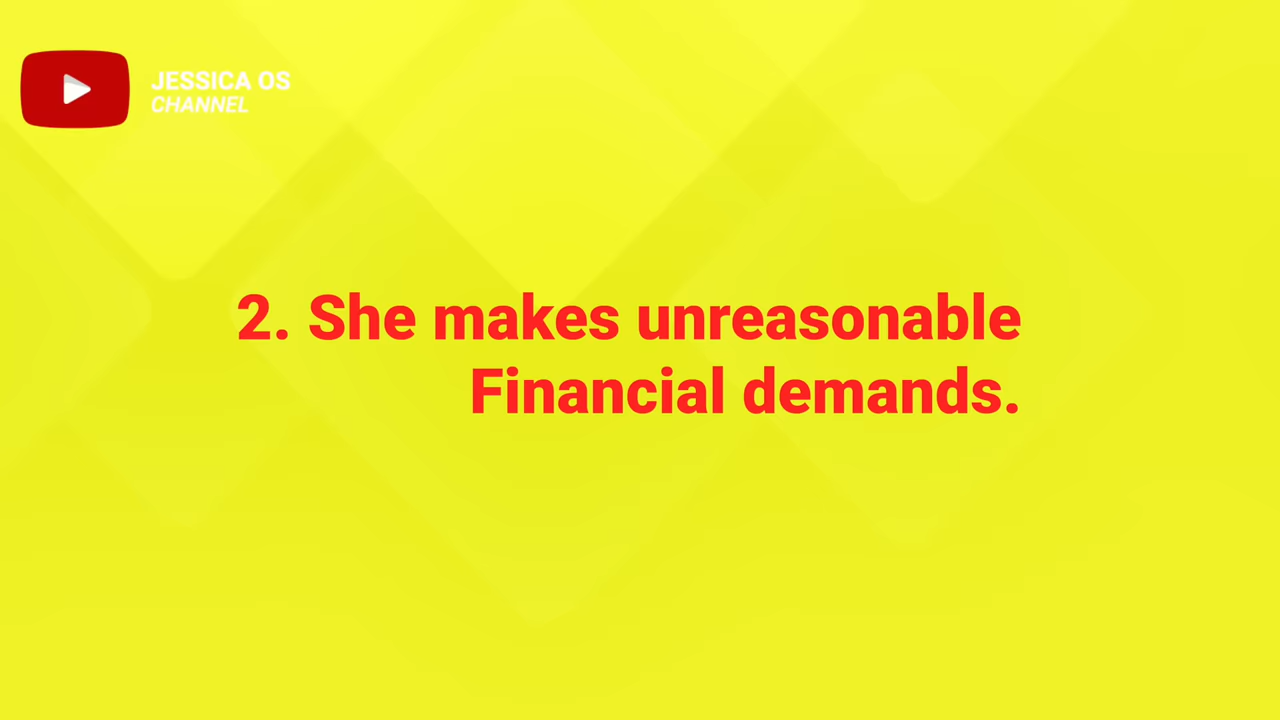 JESSICA OS
CHANNEL
2. She makes unreasonable
Financial demands.